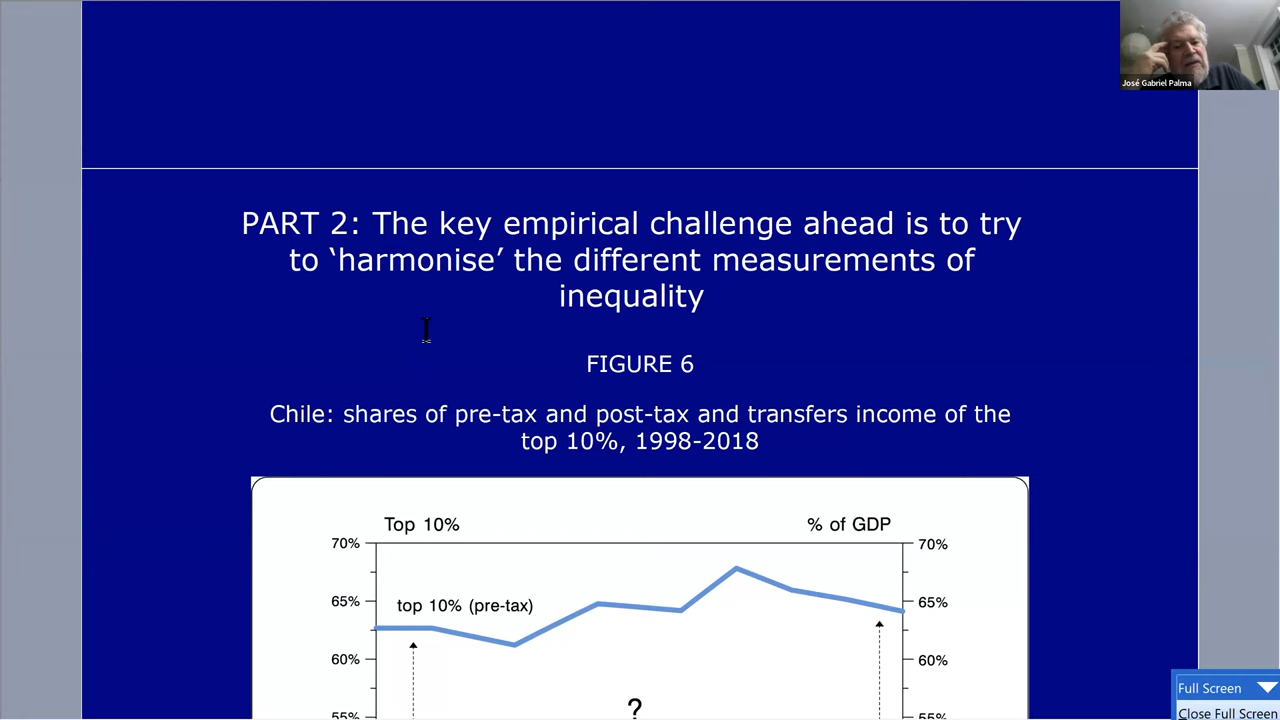 José Gabriel Palma
PART 2: The key empirical challenge ahead is to try
to ‘harmonise’ the different measurements of
inequality
FIGURE 6
Chile: shares of pre-tax and post-tax and transfers income of the
top 10%, 1998-2018
Top 10%
% of GDP
70%
70%
top 10% (pre-tax)
65%
65%
60%
60%
?
55%
55%
Full Screen
Close Full Screen